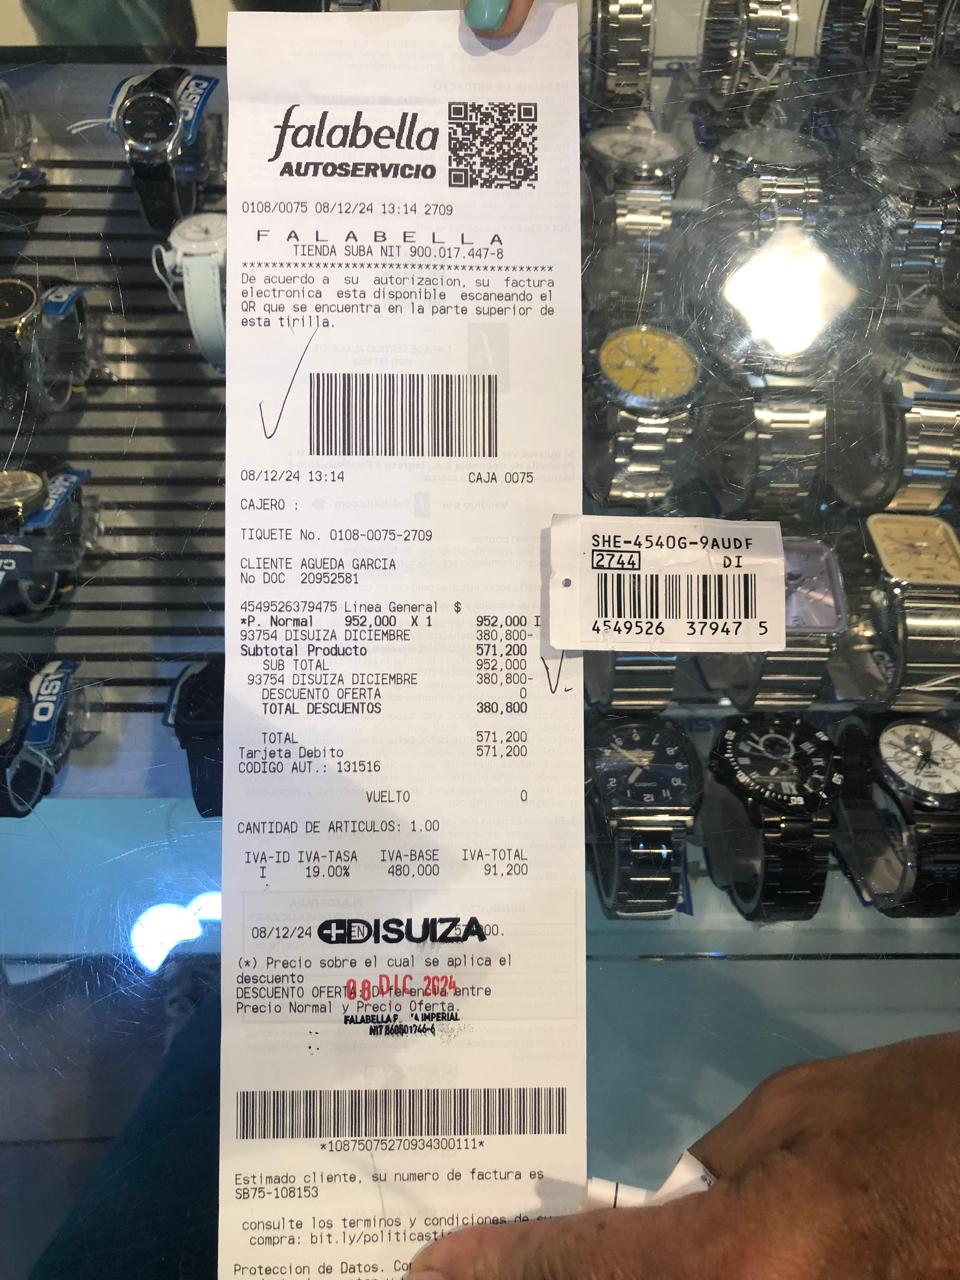 falabella
AUTOSERVICIO
0108/0075 08/12/24 13:14 2709
F A L A B E L L A
TIENDA SUBA NIT 900.017.447-8
******************************************
De acuerdo a su autorizacion, su factura
electronica esta disponible escaneando el
QR que se encuentra en la parte superior de
esta tirilla.
08/12/24 13:14 CAJA 0075
CAJERO :
TIQUETE No. 0108-0075-2709
CLIENTE AGUEDA GARCIA
No DOC 20952581
4549526379475 Linea General $
*P. Normal 952,000 X 1 952,000 I
93754 DISUIZA DICIEMBRE 380,800-
Subtotal Producto 571,200
SUB TOTAL 952,000
93754 DISUIZA DICIEMBRE 380,800-
DESCUENTO OFERTA 0
TOTAL DESCUENTOS 380,800
TOTAL 571,200
Tarjeta Debito 571,200
CODIGO AUT.: 131516
VUELTO 0
CANTIDAD DE ARTICULOS: 1.00
IVA-ID IVA-TASA IVA-BASE IVA-TOTAL
I 19.00% 480,000 91,200
08/12/24 DISUIZA
(*) Precio sobre el cual se aplica el
descuento
08 DIC 2024
DESCUENTO OFERTA: Diferencia entre
Precio Normal y Precio Oferta.
*10875075270934300111*
Estimado cliente, su numero de factura es
SB75-108153
consulte los terminos y condiciones de
compra:
Proteccion de Datos.
SHE-4540G-9AUDF
2744 DI
4549526 37947 5
CASIO
CASIO